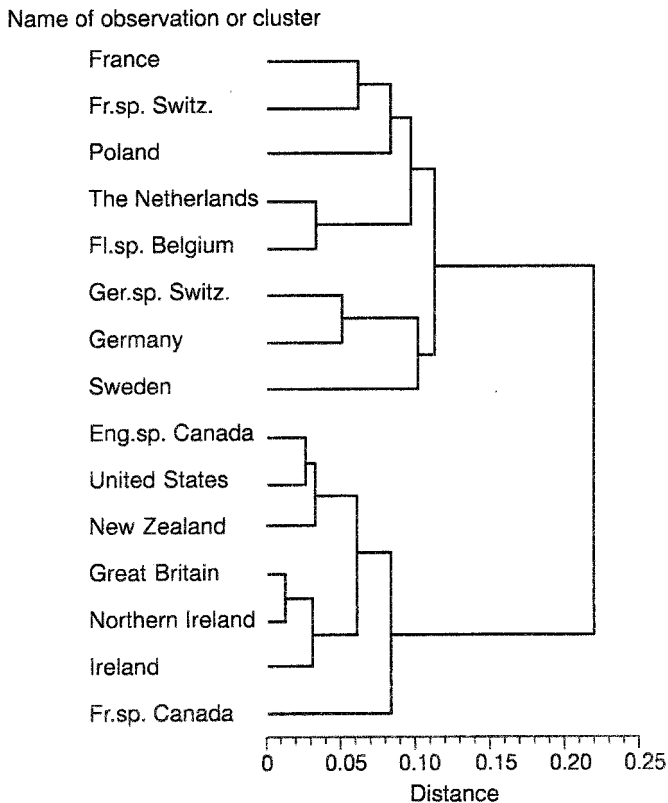 Name of observation or cluster
France
Fr.sp. Switz.
Poland
The Netherlands
Fl.sp. Belgium
Ger.sp. Switz.
Germany
Sweden
Eng.sp. Canada
United States
New Zealand
Great Britain
Northern Ireland
Ireland
Fr.sp. Canada
0 0.05 0.10 0.15 0.20 0.25
Distance